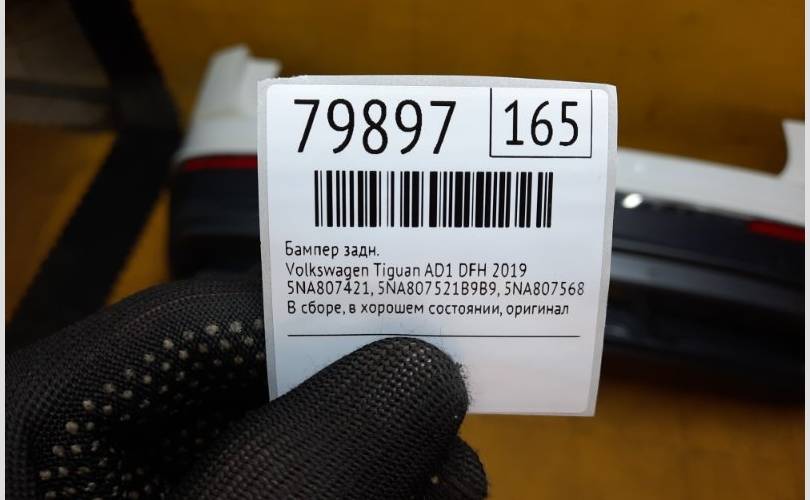 79897 165
Бампер задн.
Volkswagen Tiguan AD1 DFH 2019
5NA807421, 5NA807521B9B9, 5NA807568
В сборе, в хорошем состоянии, оригинал